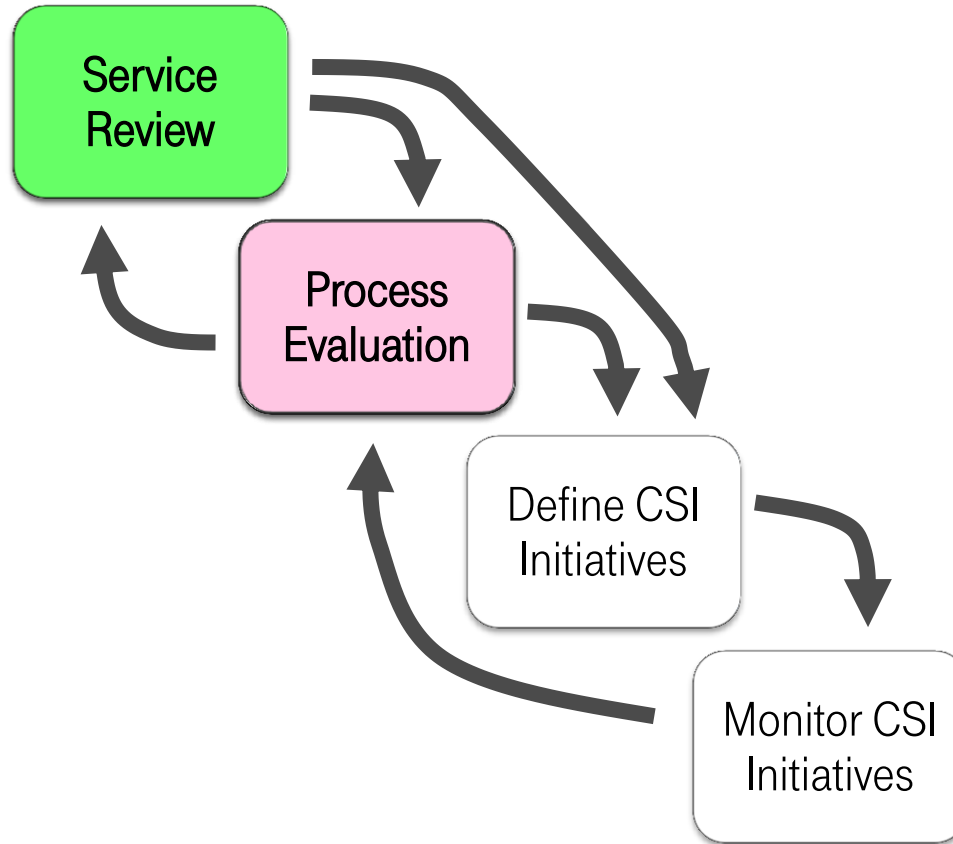 Service
Review
Process
Evaluation
Define CSI
Initiatives
Monitor CSI
Initiatives